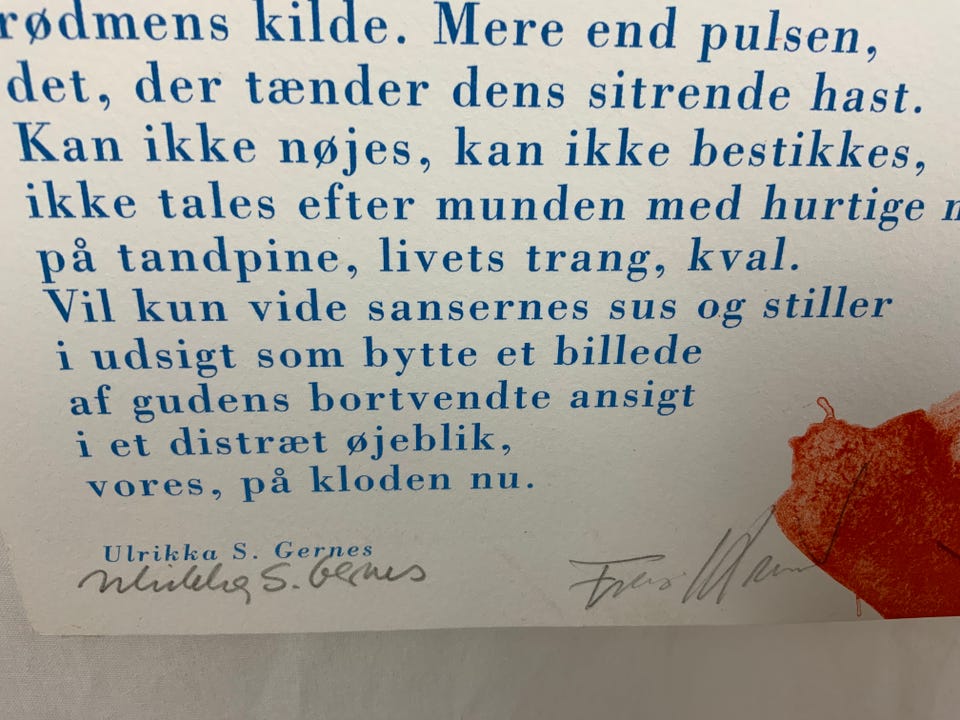 rødmens kilde. Mere end pulsen,
det, der tænder dens sitrende hast.
Kan ikke nøjes, kan ikke bestikkes,
ikke tales efter munden med hurtige
på tandpine, livets trang, kval.
Vil kun vide sansernes sus og stiller
i udsigt som bytte et billede
af gudens bortvendte ansigt
i et distræt øjeblik,
vores, på kloden nu.
Ulrikka S. Gernes
Ulrikka S. Gernes